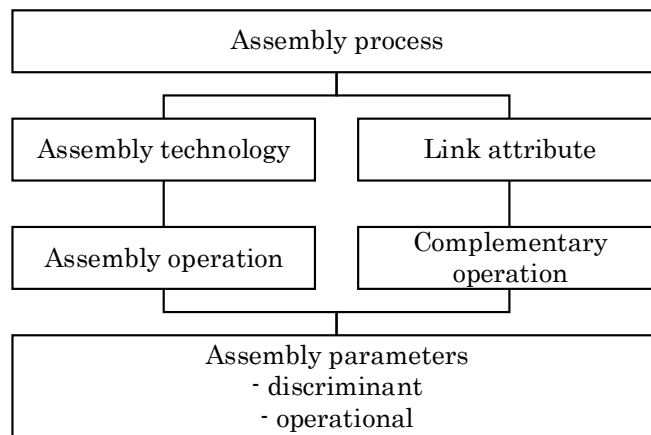 Assembly process
Assembly technology
Link attribute
Assembly operation
Complementary
operation
Assembly parameters
- discriminant
- operational